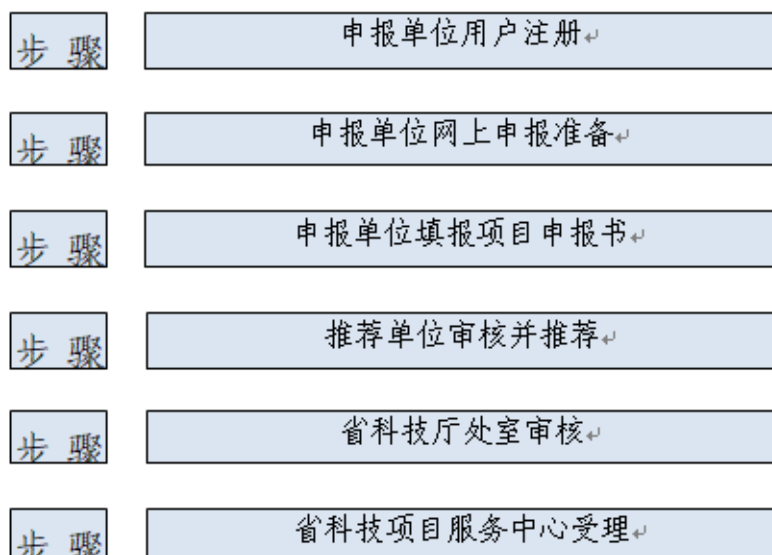 步 骤 申报单位用户注册
步 骤 申报单位网上申报准备
步 骤 申报单位填报项目申报书
步 骤 推荐单位审核并推荐
步 骤 省科技厅处室审核
步 骤 省科技项目服务中心受理